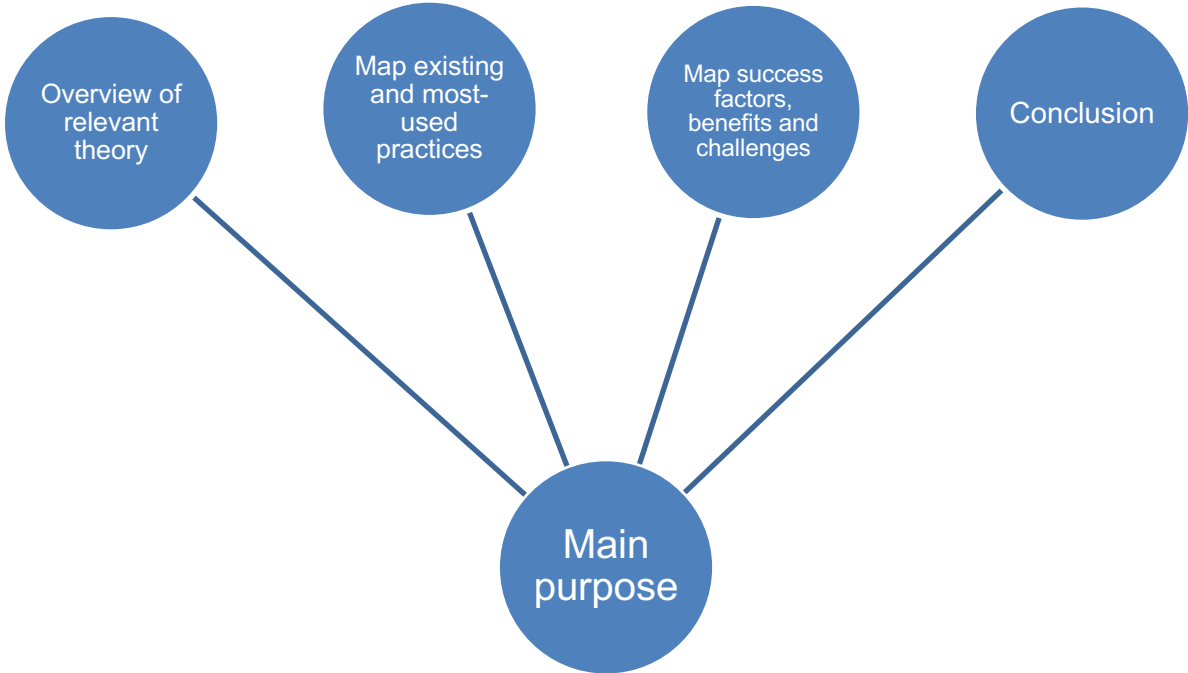 Overview of
relevant
theory
Map existing
and most-
used
practices
Map success
factors,
benefits and
challenges
Conclusion
Main
purpose